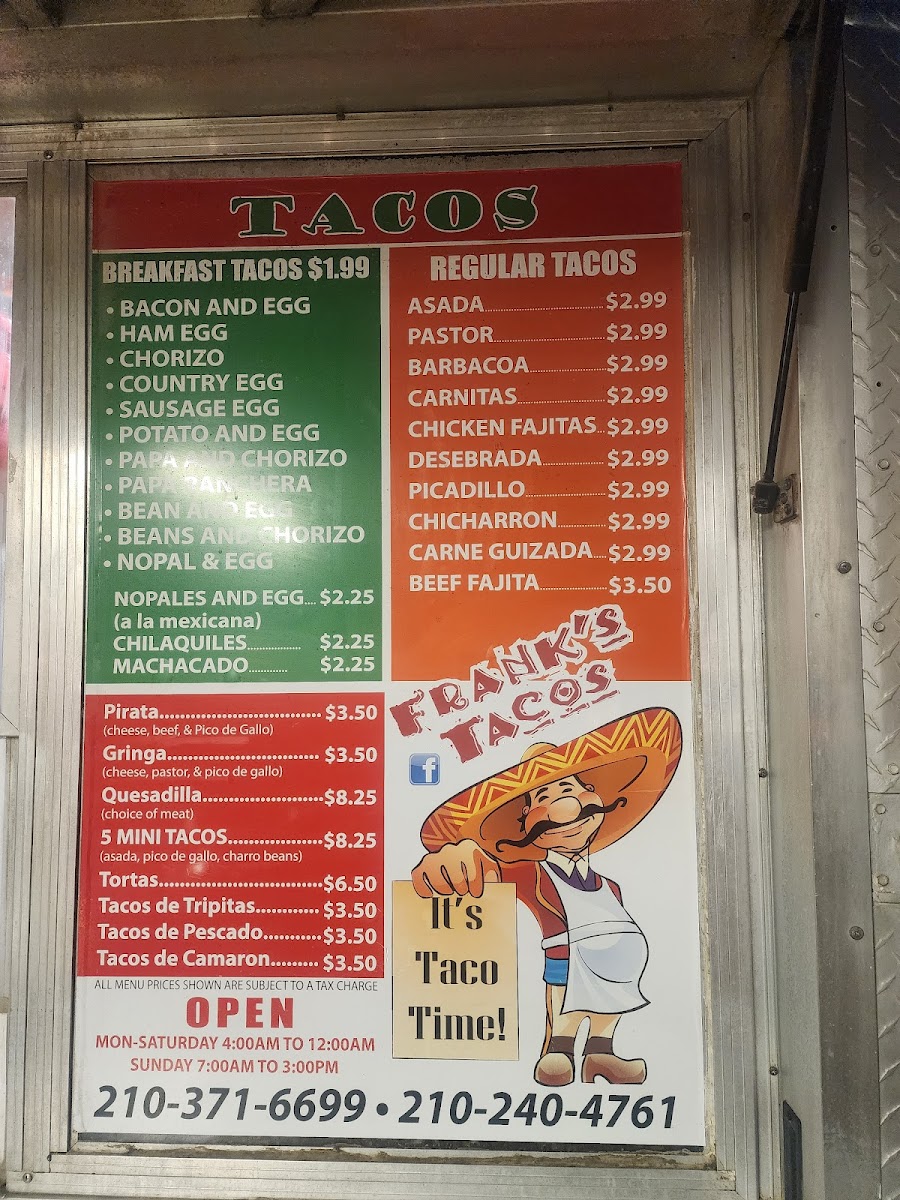 TACOS
BREAKFAST TACOS $1.99
• BACON AND EGG
• HAM EGG
• CHORIZO
• COUNTRY EGG
• SAUSAGE EGG
• POTATO AND EGG
• PAPA AND CHORIZO
• PAPA RANCHERA
• BEAN AND EGG
• BEANS AND CHORIZO
• NOPAL & EGG
NOPALES AND EGG.... $2.25
(a la mexicana)
CHILAQUILES.................. $2.25
MACHACADO............. $2.25
REGULAR TACOS
ASADA.............................. $2.99
PASTOR............................ $2.99
BARBACOA................... $2.99
CARNITAS...................... $2.99
CHICKEN FAJITAS... $2.99
DESEBRADA................ $2.99
PICADILLO.................... $2.99
CHICHARRON............ $2.99
CARNE GUIZADA.... $2.99
BEEF FAJITA................. $3.50
Pirata................................ $3.50
(cheese, beef, & Pico de Gallo)
Gringa.............................. $3.50
(cheese, pastor, & pico de gallo)
Quesadilla........................ $8.25
(choice of meat)
5 MINI TACOS................... $8.25
(asada, pico de gallo, charro beans)
Tortas................................ $6.50
Tacos de Tripitas............ $3.50
Tacos de Pescado........... $3.50
Tacos de Camaron......... $3.50
ALL MENU PRICES SHOWN ARE SUBJECT TO A TAX CHARGE
OPEN
MON-SATURDAY 4:00AM TO 12:00AM
SUNDAY 7:00AM TO 3:00PM
FRANK'S
TACOS
f
It's
Taco
Time!
210-371-6699 • 210-240-4761